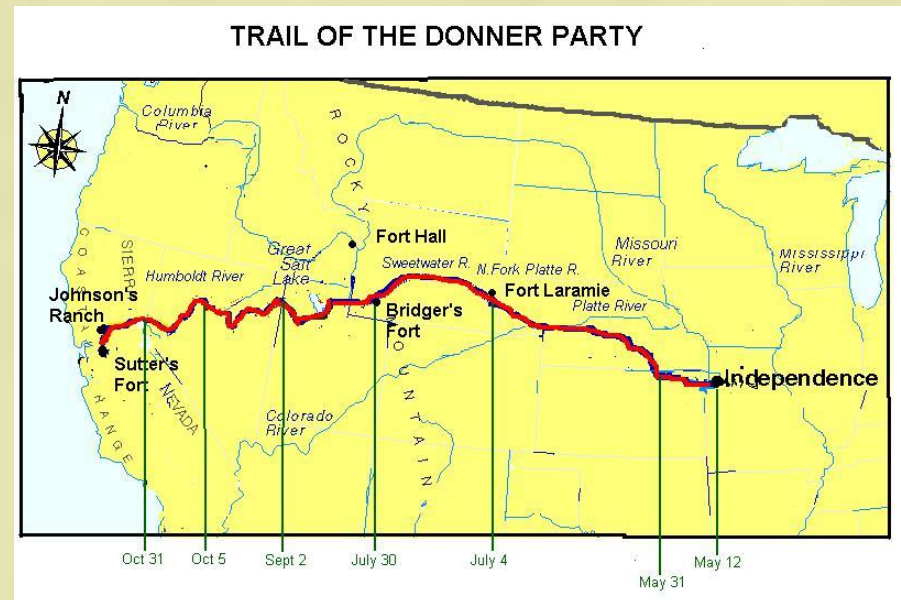 TRAIL OF THE DONNER PARTY
N
Columbia
River
ROCKY
Fort Hall
Great
Salt
Lake
Sweetwater R.
N.Fork Platte R.
Missouri
River
Mississippi
River
SIERRA
COASTAL RANGE
Humboldt River
Johnson's
Ranch
Bridger's
Fort
Fort Laramie
Platte River
Sutter's
Fort
NEVADA
MOUNTAIN
Independence
Colorado
River
Oct 31
Oct 5
Sept 2
July 30
July 4
May 31
May 12